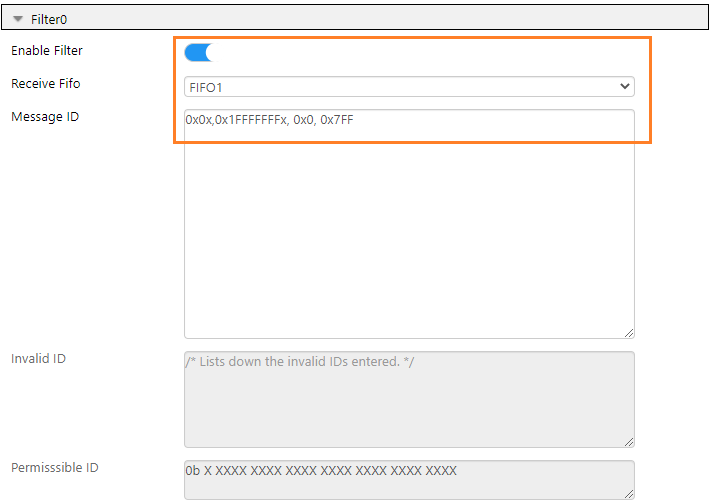 Filter0
Enable Filter
Receive Fifo
FIFO1
Message ID
0x0x,0x1FFFFFFFx, 0x0, 0x7FF
Invalid ID
/* Lists down the invalid IDs entered. */
Permisssible ID
0b X XXXX XXXX XXXX XXXX XXXX XXXX XXXX